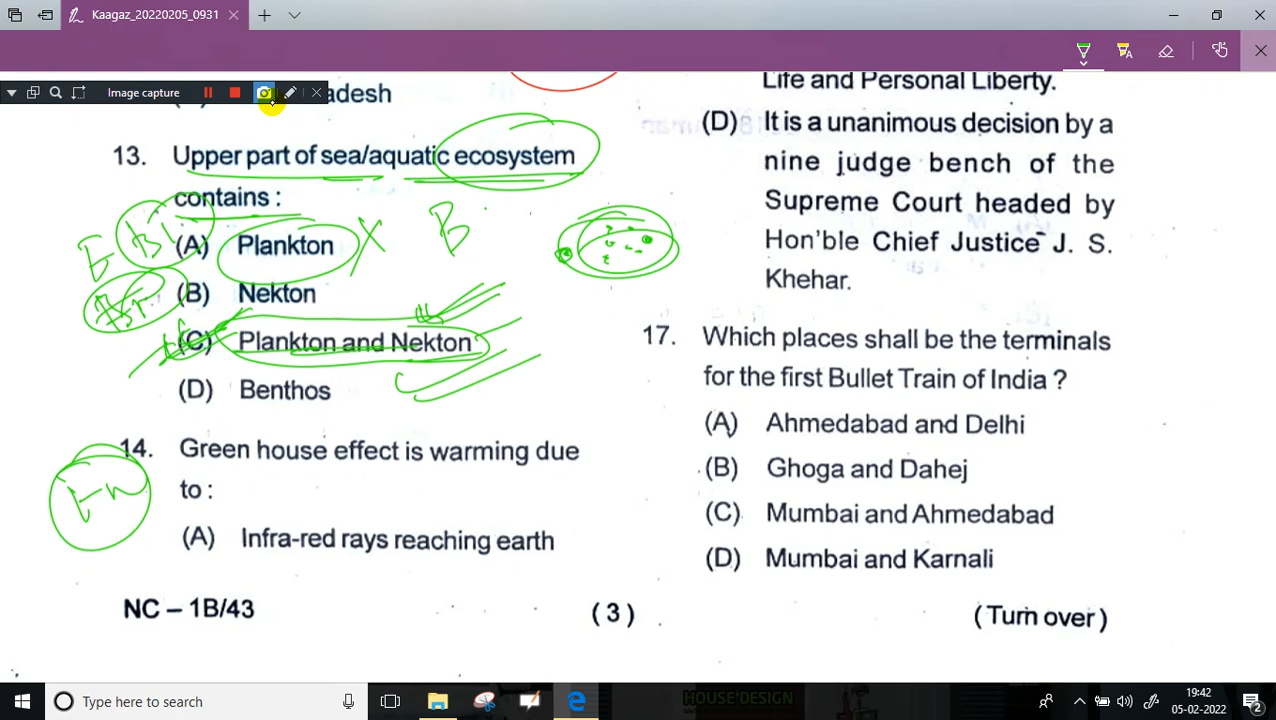 Kaagaz_20220205_0931
Image capture
adesh
13. Upper part of sea/aquatic ecosystem
contains :
(A) Plankton
(B) Nekton
(C) Plankton and Nekton
(D) Benthos
14. Green house effect is warming due
to :
(A) Infra-red rays reaching earth
NC – 1B/43
( 3 )
Life and Personal Liberty.
(D) It is a unanimous decision by a
nine judge bench of the
Supreme Court headed by
Hon'ble Chief Justice J. S.
Khehar.
17. Which places shall be the terminals
for the first Bullet Train of India ?
(A) Ahmedabad and Delhi
(B) Ghoga and Dahej
(C) Mumbai and Ahmedabad
(D) Mumbai and Karnali
( Turn over )
B
Type here to search
HOUSE DESIGN
19:42
05-02-2022
2